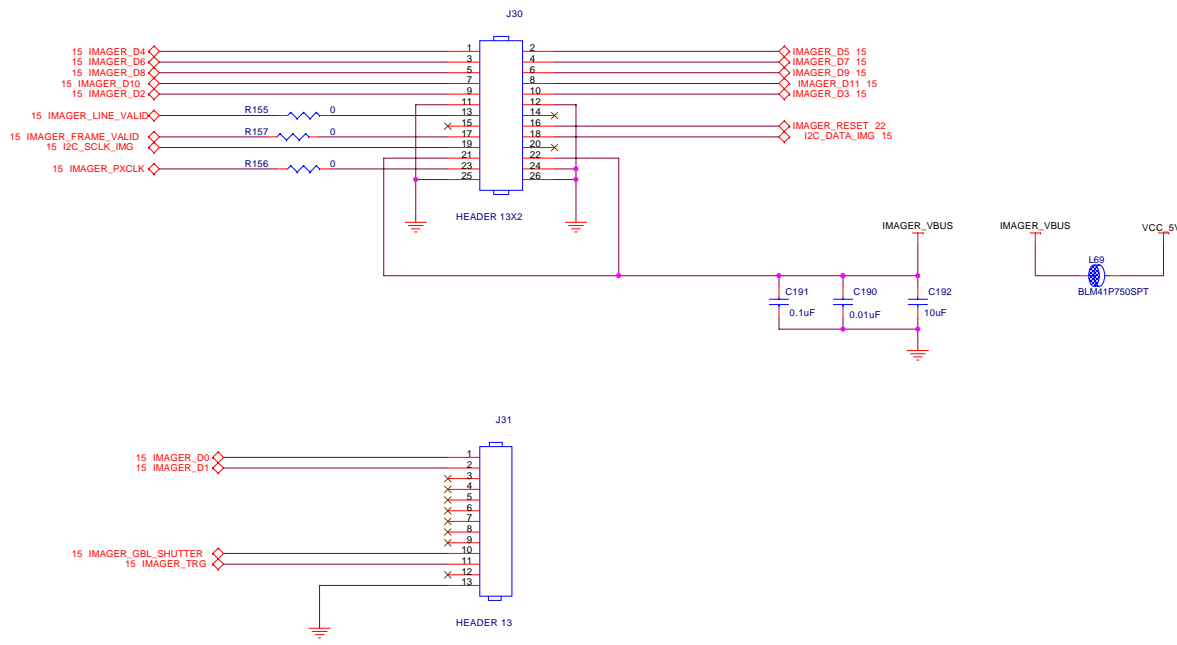 J30
15 IMAGER_D4 1 2 IMAGER_D5 15
15 IMAGER_D6 3 4 IMAGER_D7 15
15 IMAGER_D8 5 6 IMAGER_D9 15
15 IMAGER_D10 7 8 IMAGER_D11 15
15 IMAGER_D2 9 10 IMAGER_D3 15
11 12
15 IMAGER_LINE_VALID R155 0 13 14
15 16 IMAGER_RESET 22
15 IMAGER_FRAME_VALID R157 0 17 18 I2C_DATA_IMG 15
15 I2C_SCLK_IMG 19 20
21 22
15 IMAGER_PXCLK R156 0 23 24
25 26
HEADER 13X2
IMAGER_VBUS IMAGER_VBUS VCC_5V
L69
BLM41P750SPT
C191 C190 C192
0.1uF 0.01uF 10uF
J31
15 IMAGER_D0 1
15 IMAGER_D1 2
3
4
5
6
7
8
9
15 IMAGER_GBL_SHUTTER 10
15 IMAGER_TRG 11
12
13
HEADER 13